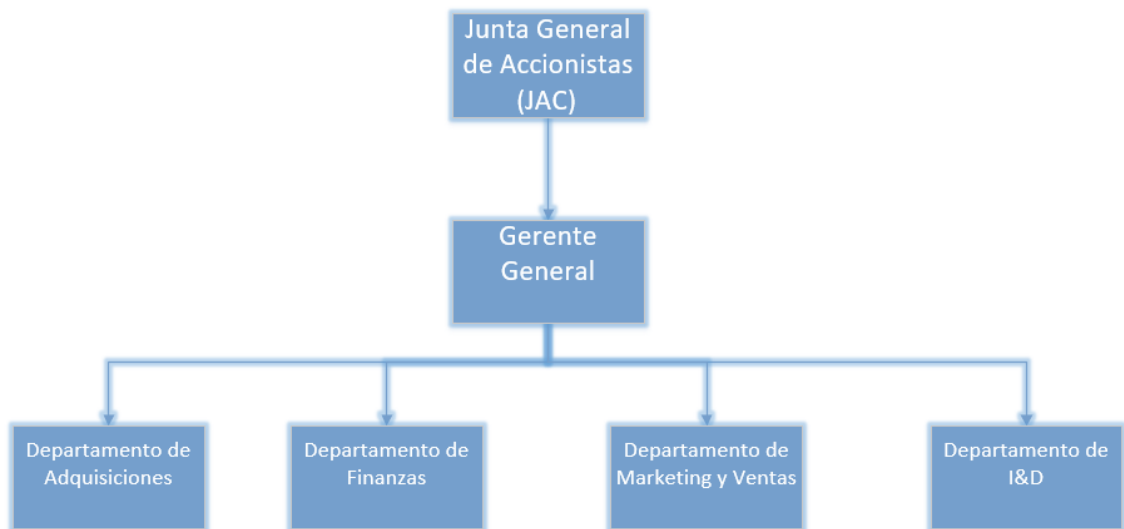 Junta General
de Accionistas
(JAC)
Gerente
General
Departamento de
Adquisiciones
Departamento de
Finanzas
Departamento de
Marketing y Ventas
Departamento de
I&D